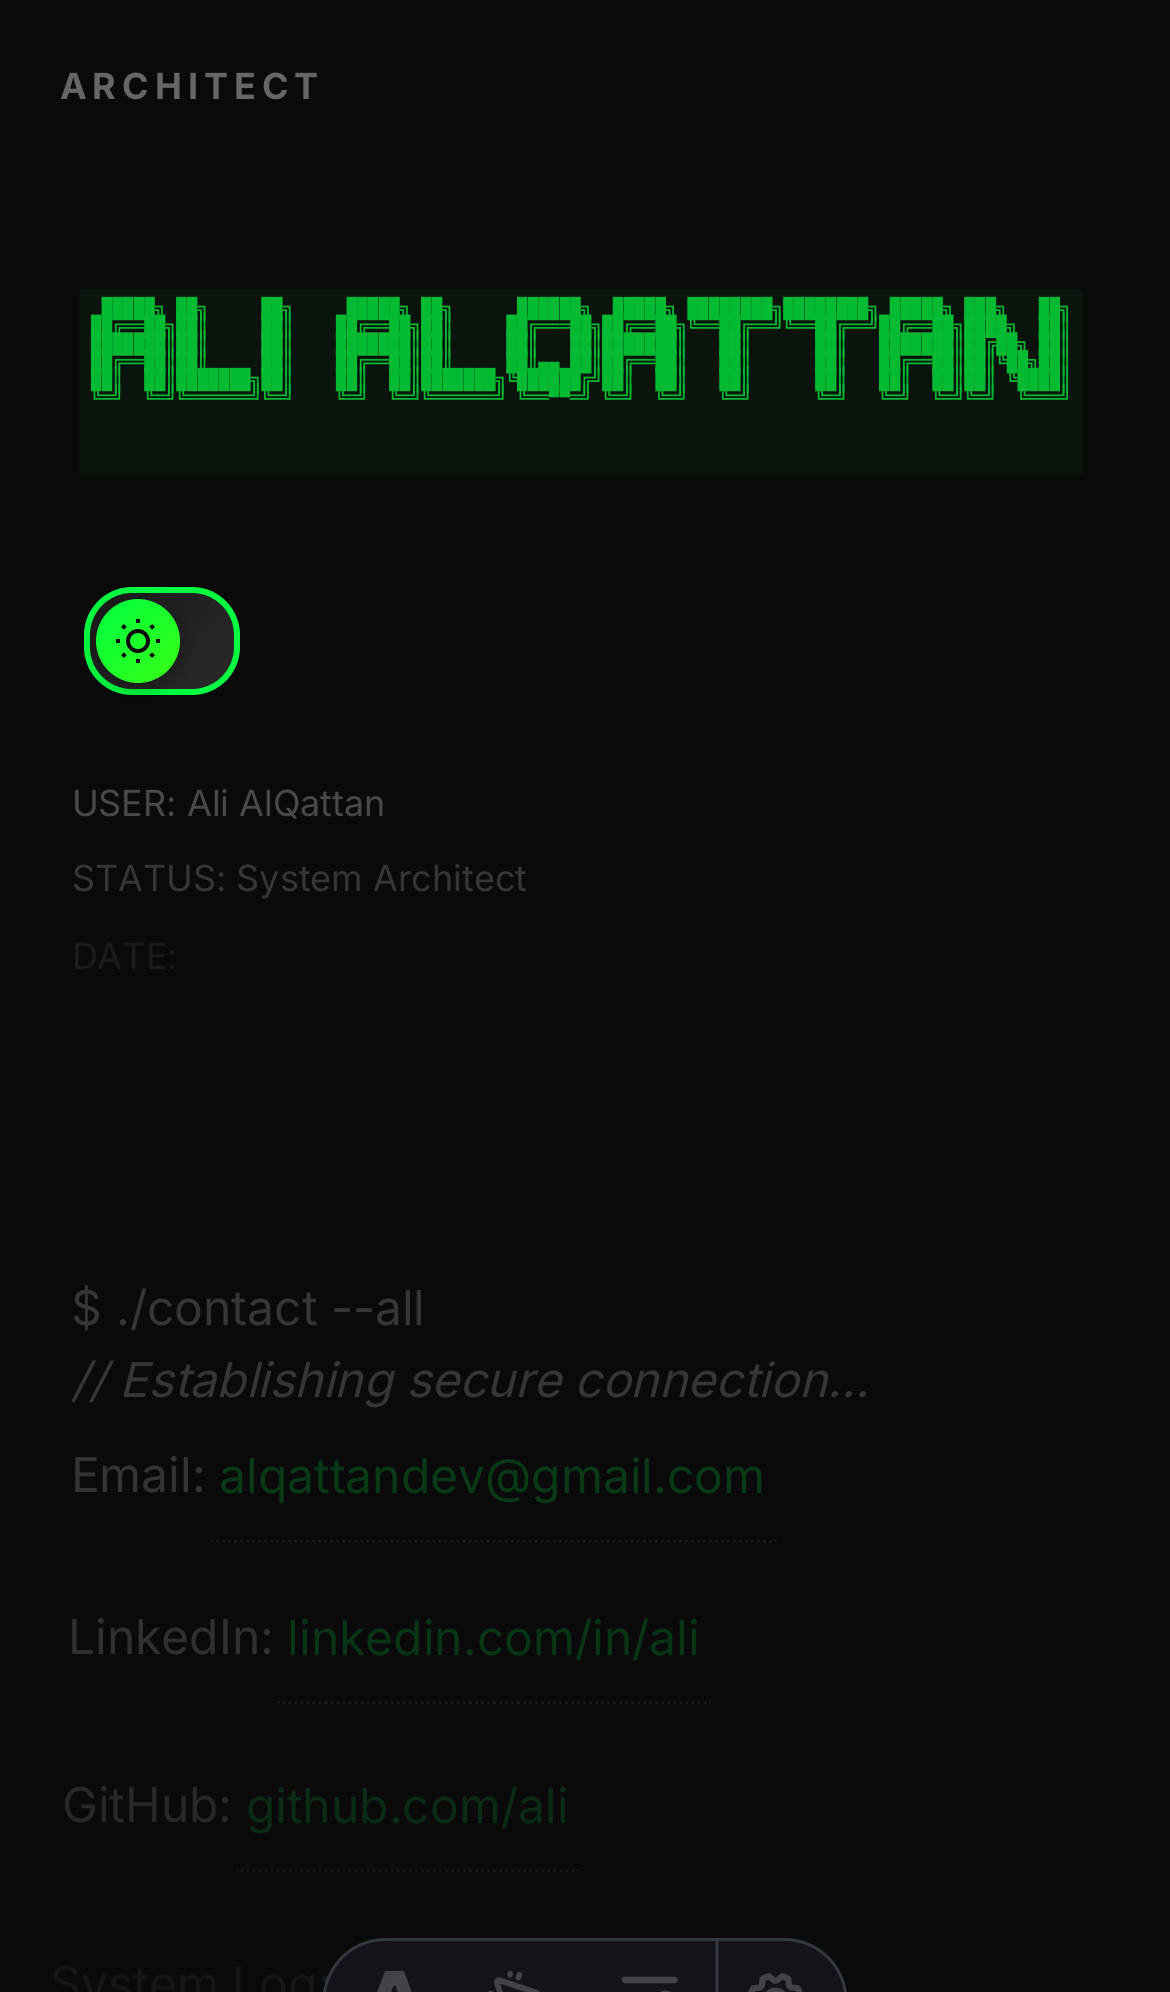 ARCHITECT
ALI ALQATTAN
USER: Ali AlQattan
STATUS: System Architect
DATE:
$ ./contact --all
// Establishing secure connection...
Email: alqattandev@gmail.com
LinkedIn: linkedin.com/in/ali
GitHub: github.com/ali
System Log: